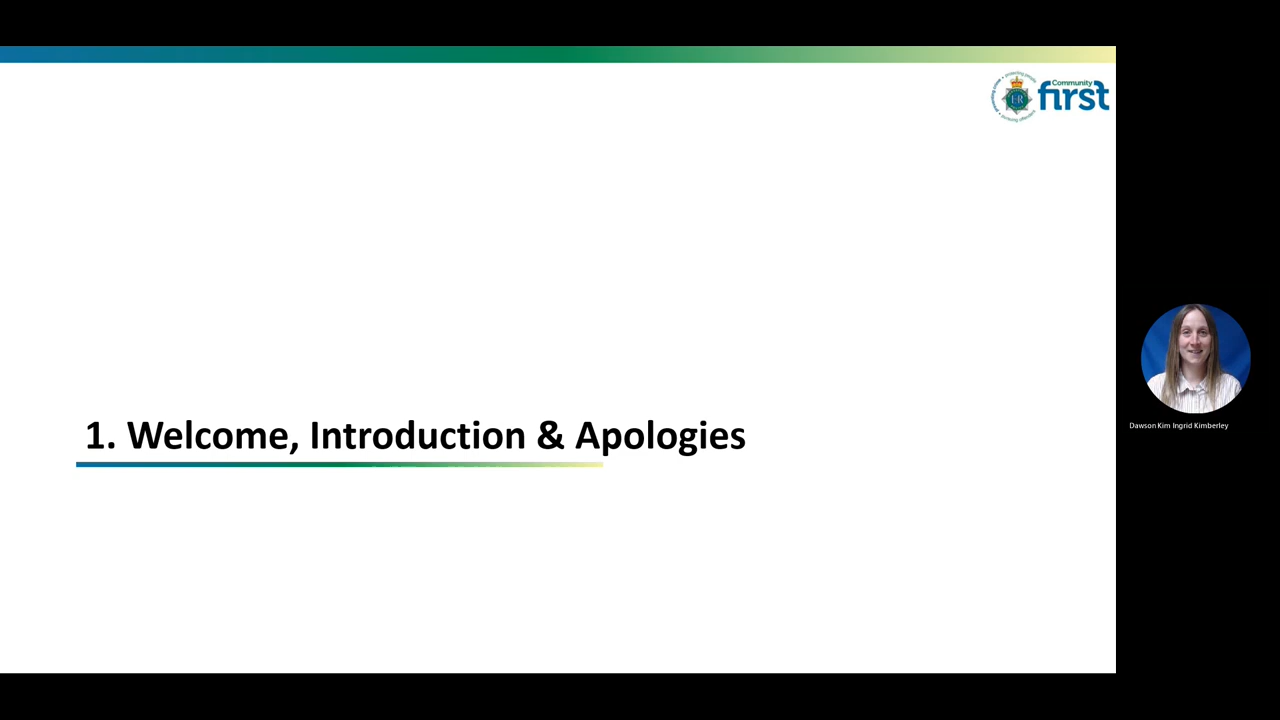 Community
first
1. Welcome, Introduction & Apologies
Dawson Kim Ingrid Kimberley